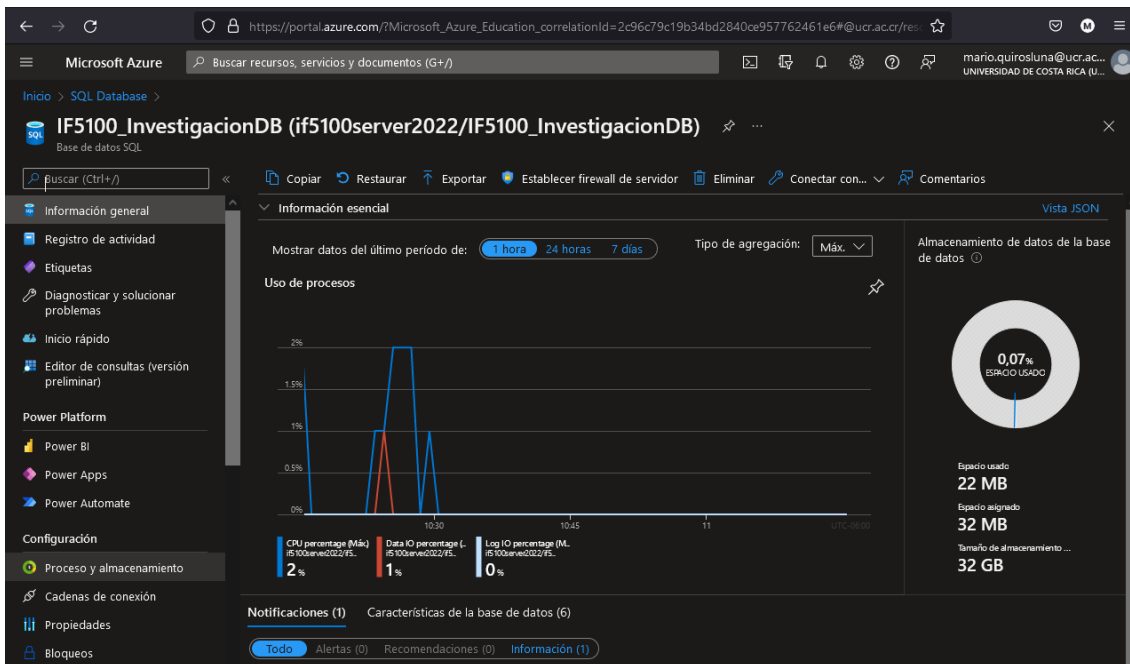 https://portal.azure.com/?Microsoft_Azure_Education_correlationId=2c96c79c19b34bd2840ce957762461e6#@ucr.ac.cr/res
M
Microsoft Azure
Buscar recursos, servicios y documentos (G+/)
mario.quirosluna@ucr.ac...
UNIVERSIDAD DE COSTA RICA (U...
Inicio > SQL Database >
SQL
IF5100_InvestigacionDB (if5100server2022/IF5100_InvestigacionDB) ...
Base de datos SQL
Buscar (Ctrl+/)
«
Copiar
Restaurar
Exportar
Establecer firewall de servidor
Eliminar
Conectar con...
Comentarios
Información general
Registro de actividad
Etiquetas
Diagnosticar y solucionar
problemas
Inicio rápido
Editor de consultas (versión
preliminar)
Power Platform
Power BI
Power Apps
Power Automate
Configuración
Proceso y almacenamiento
Cadenas de conexión
Propiedades
Bloqueos
Información esencial
Vista JSON
Mostrar datos del último período de:
1 hora
24 horas
7 días
Tipo de agregación:
Máx.
Uso de procesos
2%
1.5%
1%
0.5%
0%
10:30
10:45
11
UTC-06:00
CPU percentage (Máx.)
if5100server2022/if5...
2%
Data IO percentage (...
if5100server2022/if5...
1%
Log IO percentage (M...
if5100server2022/if5...
0%
Almacenamiento de datos de la base
de datos
0,07%
ESPACIO USADO
Espacio usado
22 MB
Espacio asignado
32 MB
Tamaño de almacenamiento ...
32 GB
Notificaciones (1)
Características de la base de datos (6)
Todo
Alertas (0)
Recomendaciones (0)
Información (1)